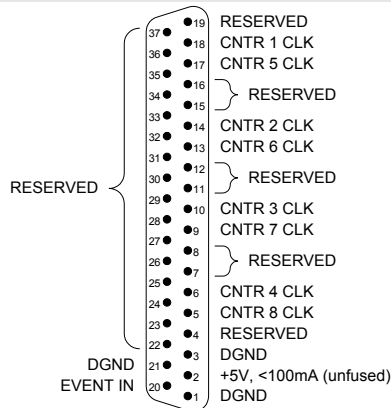 19 RESERVED
37
18 CNTR 1 CLK
36
17 CNTR 5 CLK
35
16
34
RESERVED
15
33
14 CNTR 2 CLK
32
13 CNTR 6 CLK
31
12
30
RESERVED
11
RESERVED
29
10 CNTR 3 CLK
28
9 CNTR 7 CLK
27
8
26
RESERVED
7
25
6 CNTR 4 CLK
24
5 CNTR 8 CLK
23
4 RESERVED
22
3 DGND
DGND 21
2 +5V, <100mA (unfused)
EVENT IN 20
1 DGND